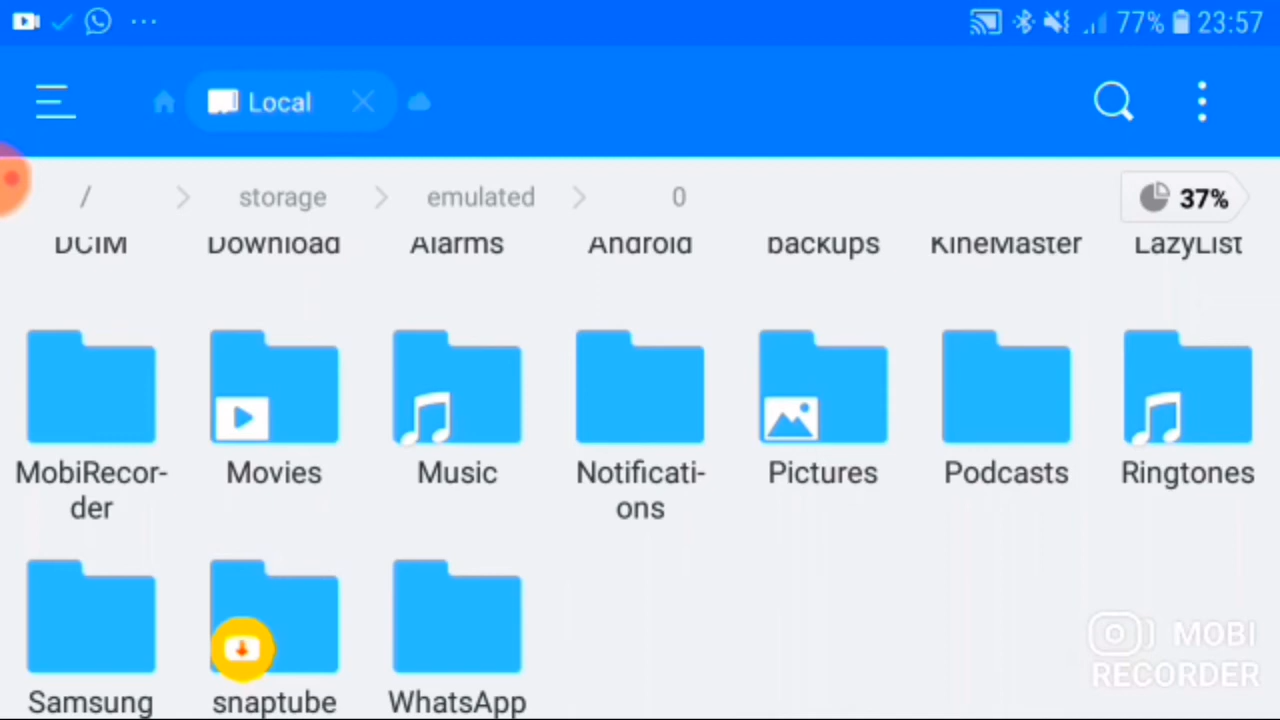 ... 77% 23:57
Local
/ storage emulated 0 37%
DCIM Download Alarms Android backups KineMaster LazyList
MobiRecor- Movies Music Notificati- Pictures Podcasts Ringtones
der ons
Samsung snaptube WhatsApp
MOBI
RECORDER